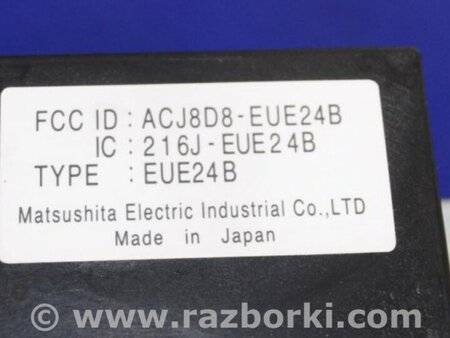 FCC ID : ACJ8D8-EUE24B
IC : 216J-EUE24B
TYPE : EUE24B
Matsushita Electric Industrial Co.,LTD
Made in Japan
© www.razborki.com